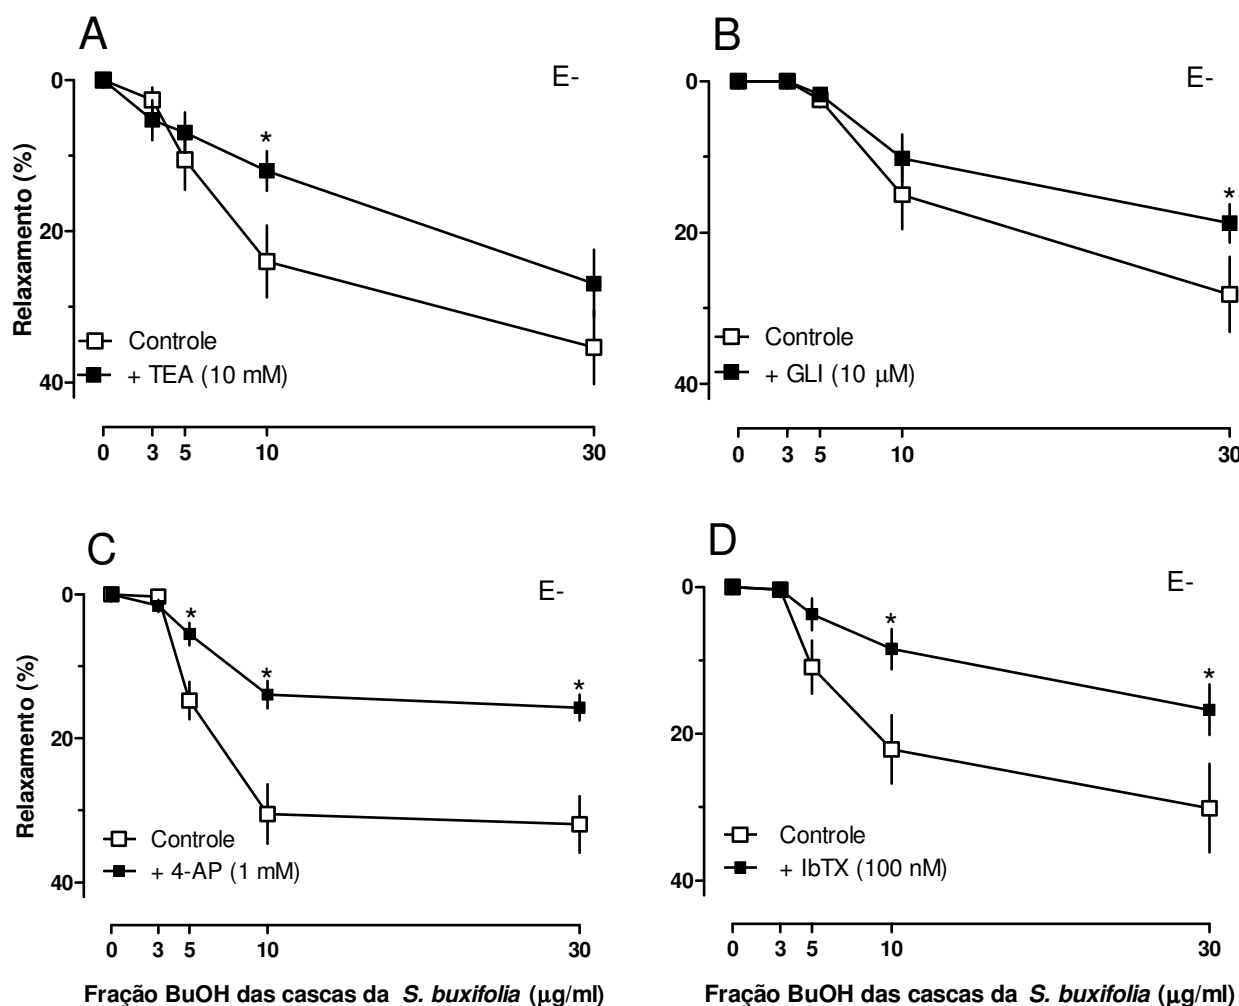 A
E-
Relaxamento (%)
0
*
20
40
Controle
+ TEA (10 mM)
0 3 5 10 30
B
E-
0
*
20
40
Controle
+ GLI (10 μM)
0 3 5 10 30
C
E-
Relaxamento (%)
0
*
* *
20
40
Controle
+ 4-AP (1 mM)
0 3 5 10 30
Fração BuOH das cascas da S. buxifolia (μg/ml)
D
E-
0
* *
20
40
Controle
+ IbTX (100 nM)
0 3 5 10 30
Fração BuOH das cascas da S. buxifolia (μg/ml)